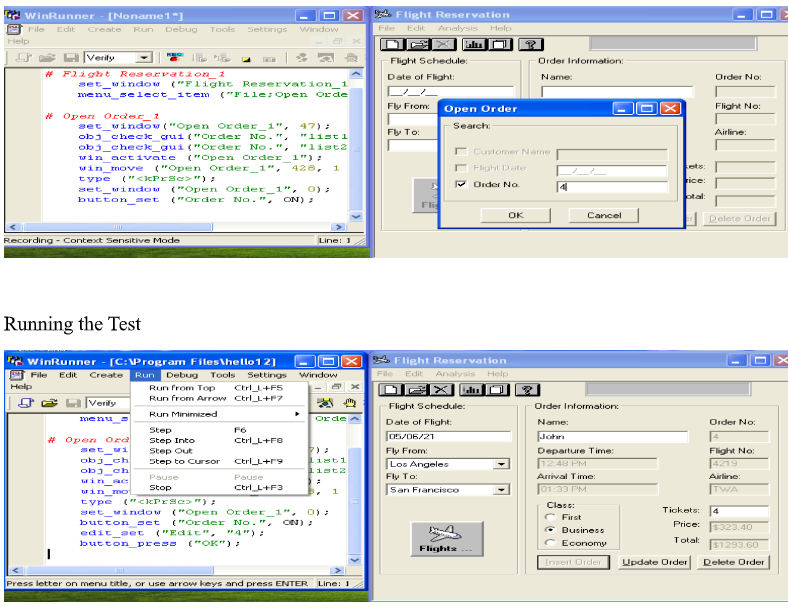 WinRunner - [Noname1*]
File Edit Create Run Debug Tools Settings Window
Help
Verify
# Flight Reservation_1
set_window ("Flight Reservation_1
menu_select_item ("File;Open Orde
# Open Order_1
set_window("Open Order_1", 47);
obj_check_gui("Order No.", "list1
obj_check_gui("Order No.", "list2
win_activate ("Open Order_1");
win_move ("Open Order_1", 428, 1
type ("<kPrSc>");
set_window ("Open Order_1", 0);
button_set ("Order No.", ON);
Recording - Context Sensitive Mode Line: 1
Flight Reservation
File Edit Analysis Help
Flight Schedule: Order Information:
Date of Flight: Name: Order No:
__/__/__
Fly From: Flight No:
Fly To: Airline:
Open Order
Search:
Customer Name
Flight Date __/__/__
Order No. 4
OK Cancel
kets:
rice:
otal:
Flig
er Delete Order
Running the Test
WinRunner - [C:\Program Files\hello12]
File Edit Create Run Debug Tools Settings Window
Help
Verify
Run from Top Ctrl_L+F5
Run from Arrow Ctrl_L+F7
Run Minimized
Step F6
Step Into Ctrl_L+F8
Step Out
Step to Cursor Ctrl_L+F9
Pause Pause
Stop Ctrl_L+F3
menu_s Orde
# Open Ord
set_wi 7);
obj_ch list1
obj_ch list2
win_ac
win_mo 8, 1
type ("<kPrSc>");
set_window ("Open Order_1", 0);
button_set ("Order No.", ON);
edit_set ("Edit", "4");
button_press ("OK");
Press letter on menu title, or use arrow keys and press ENTER Line: 1
Flight Reservation
File Edit Analysis Help
Flight Schedule: Order Information:
Date of Flight: Name: Order No:
05/06/21 John 4
Fly From: Departure Time: Flight No:
Los Angeles 12:48 PM 4219
Fly To: Arrival Time: Airline:
San Francisco 01:33 PM TWA
Class:
First
Business
Economy
Tickets: 4
Price: $323.40
Total: $1293.60
Flights ...
Insert Order Update Order Delete Order